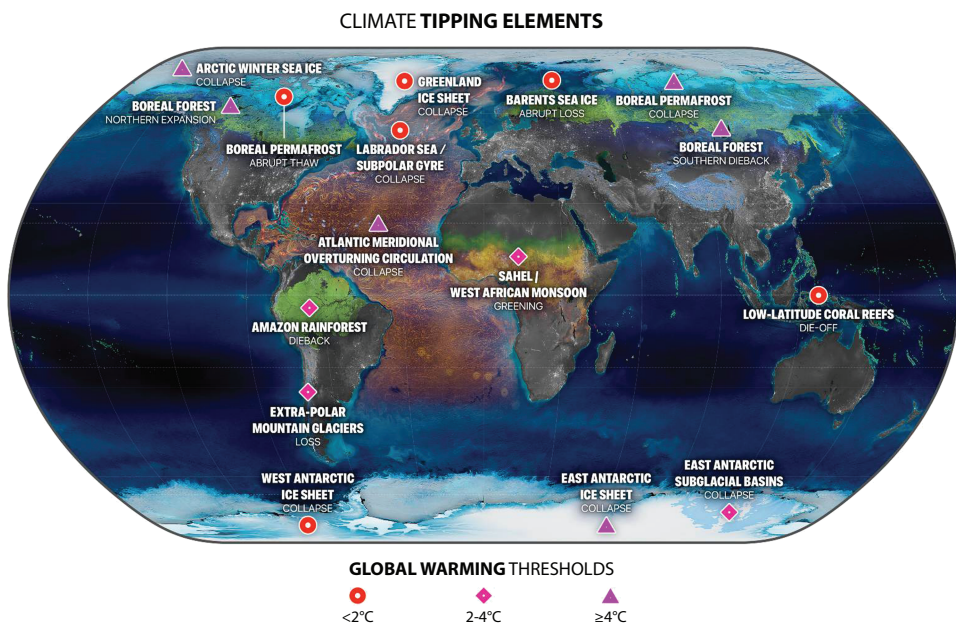 CLIMATE TIPPING ELEMENTS
ARCTIC WINTER SEA ICE
COLLAPSE
BOREAL FOREST
NORTHERN EXPANSION
BOREAL PERMAFROST
ABRUPT THAW
GREENLAND
ICE SHEET
COLLAPSE
LABRADOR SEA /
SUBPOLAR GYRE
COLLAPSE
BARENTS SEA ICE
ABRUPT LOSS
BOREAL PERMAFROST
COLLAPSE
BOREAL FOREST
SOUTHERN DIEBACK
ATLANTIC MERIDIONAL
OVERTURNING CIRCULATION
COLLAPSE
SAHEL /
WEST AFRICAN MONSOON
GREENING
LOW-LATITUDE CORAL REEFS
DIE-OFF
AMAZON RAINFOREST
DIEBACK
EXTRA-POLAR
MOUNTAIN GLACIERS
LOSS
WEST ANTARCTIC
ICE SHEET
COLLAPSE
EAST ANTARCTIC
ICE SHEET
COLLAPSE
EAST ANTARCTIC
SUBGLACIAL BASINS
COLLAPSE
GLOBAL WARMING THRESHOLDS
<2°C
2-4°C
≥4°C